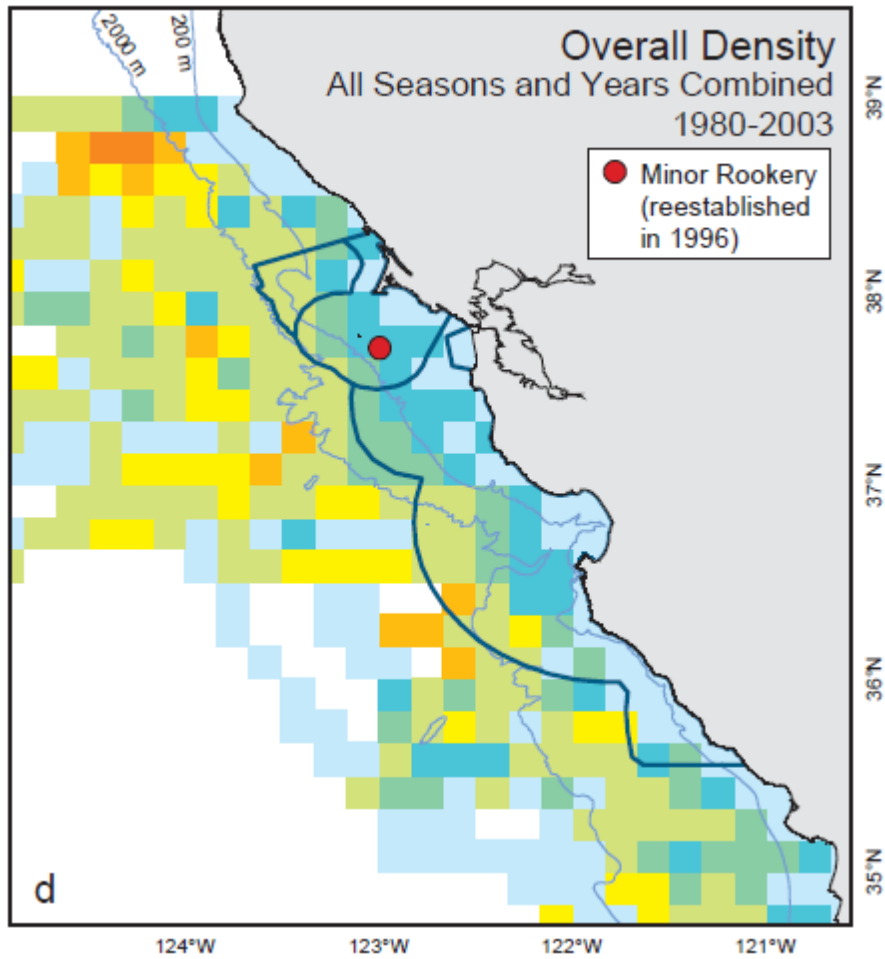 2000 m
200 m
Overall Density
All Seasons and Years Combined
1980-2003
Minor Rookery
(reestablished
in 1996)
39°N
38°N
37°N
36°N
35°N
d
124°W
123°W
122°W
121°W